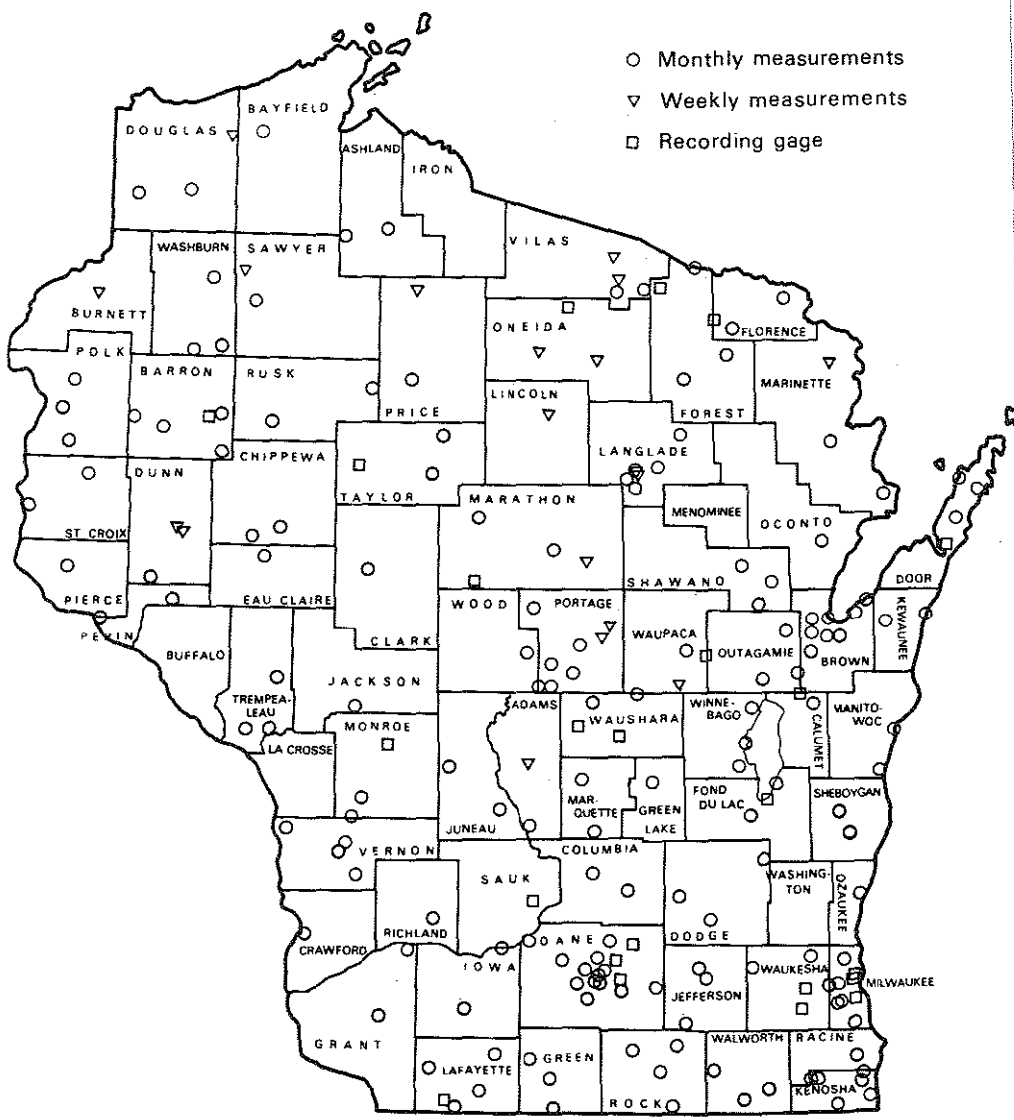 Monthly measurements
Weekly measurements
Recording gage
BAYFIELD
DOUGLAS
ASHLAND
IRON
VILAS
WASHBURN
SAWYER
BURNETT
ONEIDA
FLORENCE
POLK
BARRON
RUSK
MARINETTE
LINCOLN
PRICE
FOREST
LANGLADE
CHIPPEWA
DUNN
TAYLOR
MARATHON
MENOMINEE
OCONTO
ST. CROIX
SHAWANO
DOOR
PIERCE
EAU CLAIRE
WOOD
PORTAGE
KEWAUNEE
PEPIN
CLARK
WAUPACA
OUTAGAMIE
BROWN
BUFFALO
JACKSON
TREMPEA-
LEAU
ADAMS
WAUSHARA
WINNE-
BAGO
CALUMET
MANITO-
WOC
MONROE
LA CROSSE
MAR-
QUETTE
GREEN
LAKE
FOND
DU LAC
SHEBOYGAN
JUNEAU
VERNON
COLUMBIA
WASHING-
TON
OZAUKEE
SAUK
RICHLAND
DODGE
CRAWFORD
IOWA
DANE
WAUKESHA
MILWAUKEE
JEFFERSON
GRANT
LAFAYETTE
GREEN
ROCK
WALWORTH
RACINE
KENOSHA